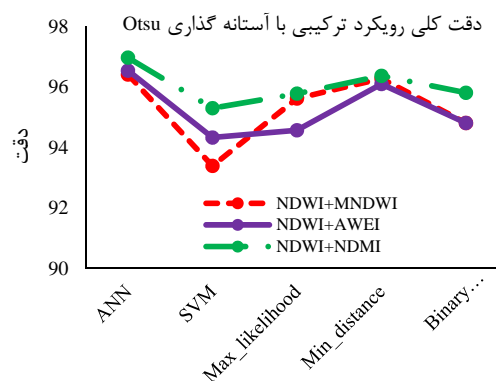 دقت کلی رویکرد ترکیبی با آستانه گذاری Otsu
98
96
94
92
90
دقت
NDWI+MNDWI
NDWI+AWEI
NDWI+NDMI
ANN
SVM
Max_likelihood
Min_distance
Binary...